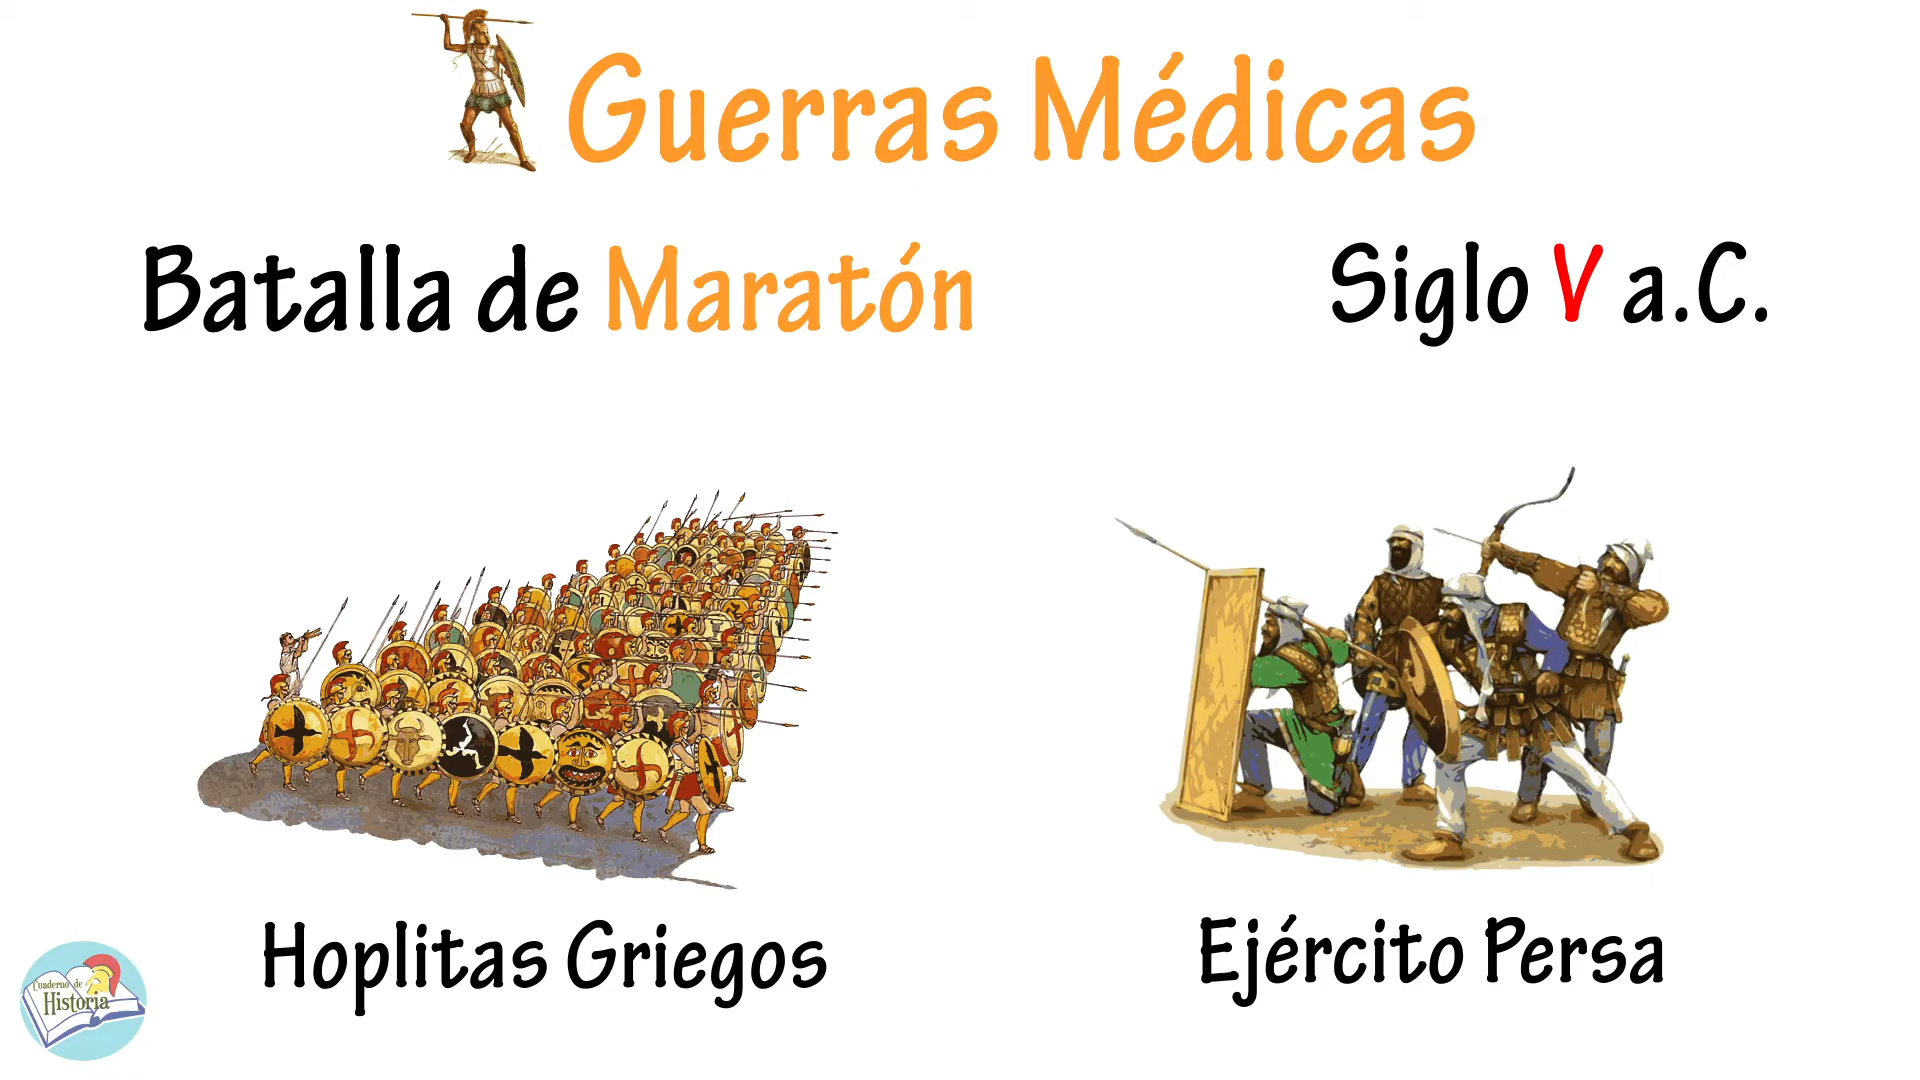 Guerras Médicas
Batalla de Maratón
Siglo V a.C.
Hoplitas Griegos
Ejército Persa
Cuaderno de
Historia